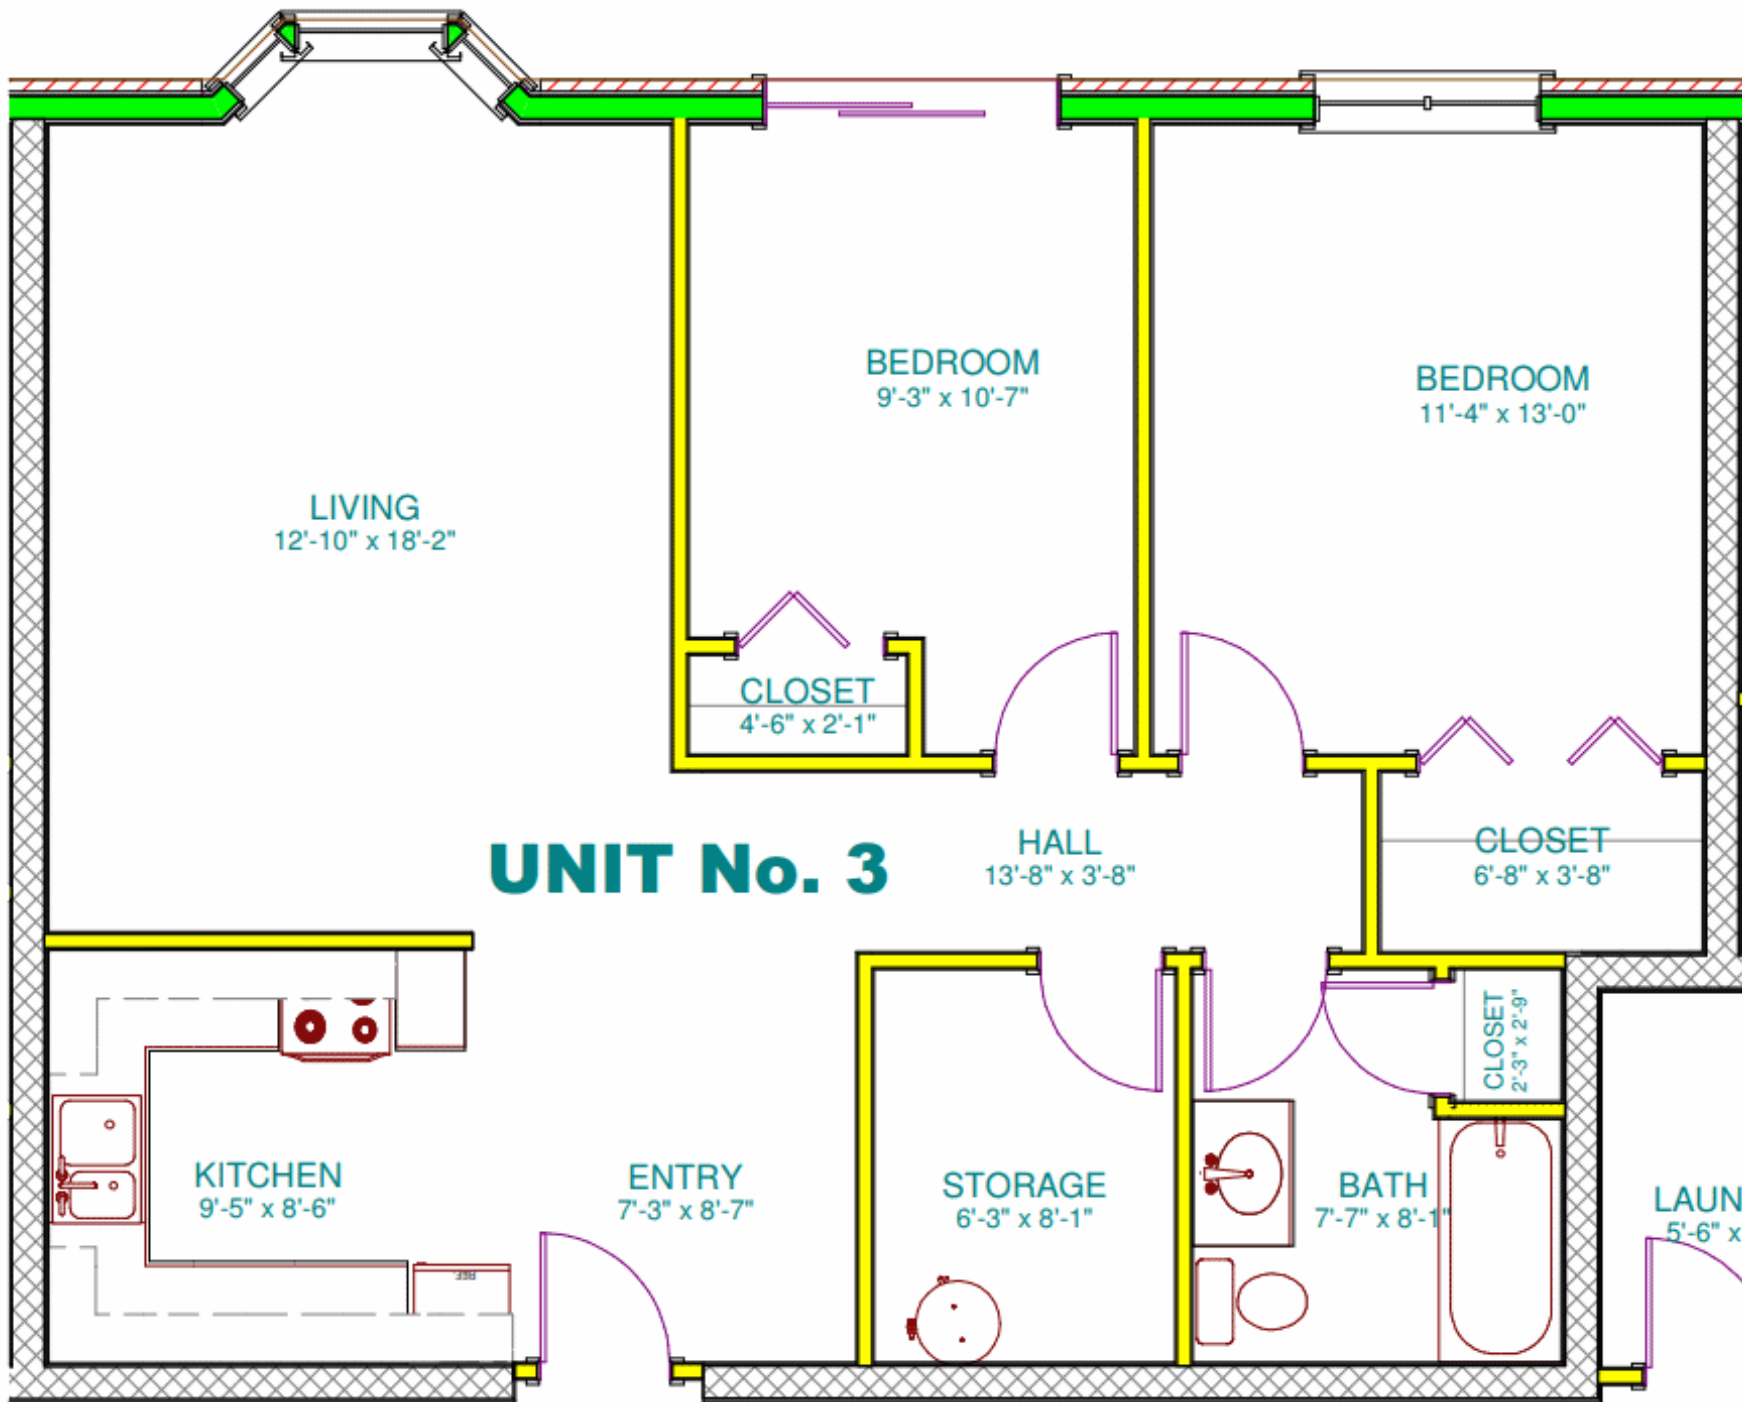 BEDROOM
9'-3" x 10'-7"
BEDROOM
11'-4" x 13'-0"
LIVING
12'-10" x 18'-2"
CLOSET
4'-6" x 2'-1"
UNIT No. 3
HALL
13'-8" x 3'-8"
CLOSET
6'-8" x 3'-8"
CLOSET
2'-3" x 2'-9"
KITCHEN
9'-5" x 8'-6"
ENTRY
7'-3" x 8'-7"
STORAGE
6'-3" x 8'-1"
BATH
7'-7" x 8'-1"
LAUN
5'-6" x
REF.